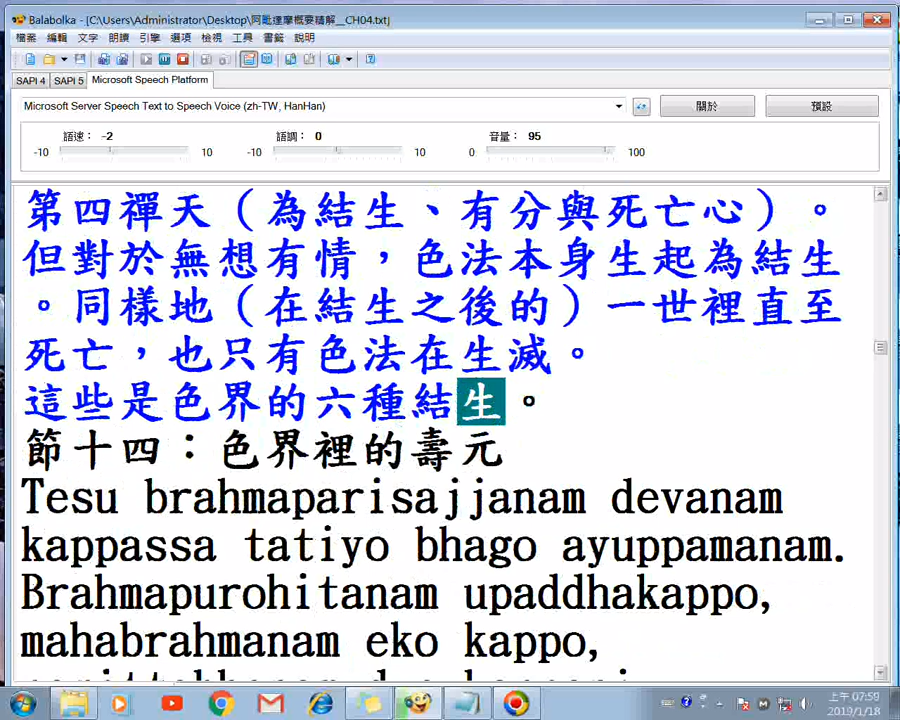 Balabolka - [C:\Users\Administrator\Desktop\阿毗達摩概要精解__CH04.txt]
檔案 編輯 文字 朗讀 引擎 選項 檢視 工具 書籤 說明
SAPI 4 SAPI 5 Microsoft Speech Platform
Microsoft Server Speech Text to Speech Voice (zh-TW, HanHan) 關於 預設
語速： -2 語調： 0 音量： 95
-10 10 -10 10 0 100
第四禪天（為結生、有分與死亡心）。
但對於無想有情，色法本身生起為結生
。同樣地（在結生之後的）一世裡直至
死亡，也只有色法在生滅。
這些是色界的六種結生。
節十四：色界裡的壽元
Tesu brahmaparisajjanam devanam
kappassa tatiyo bhago ayuppamanam.
Brahmapurohitanam upaddhakappo,
mahabrahmanam eko kappo,
上午 07:59
2019/1/18